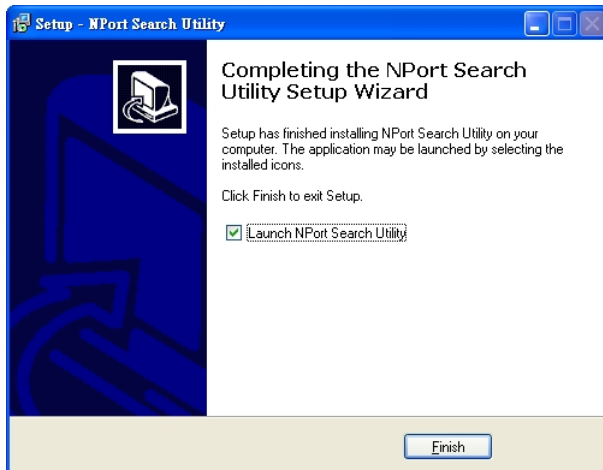 Setup - NPort Search Utility
Completing the NPort Search
Utility Setup Wizard
Setup has finished installing NPort Search Utility on your
computer. The application may be launched by selecting the
installed icons.
Click Finish to exit Setup.
Launch NPort Search Utility
Finish